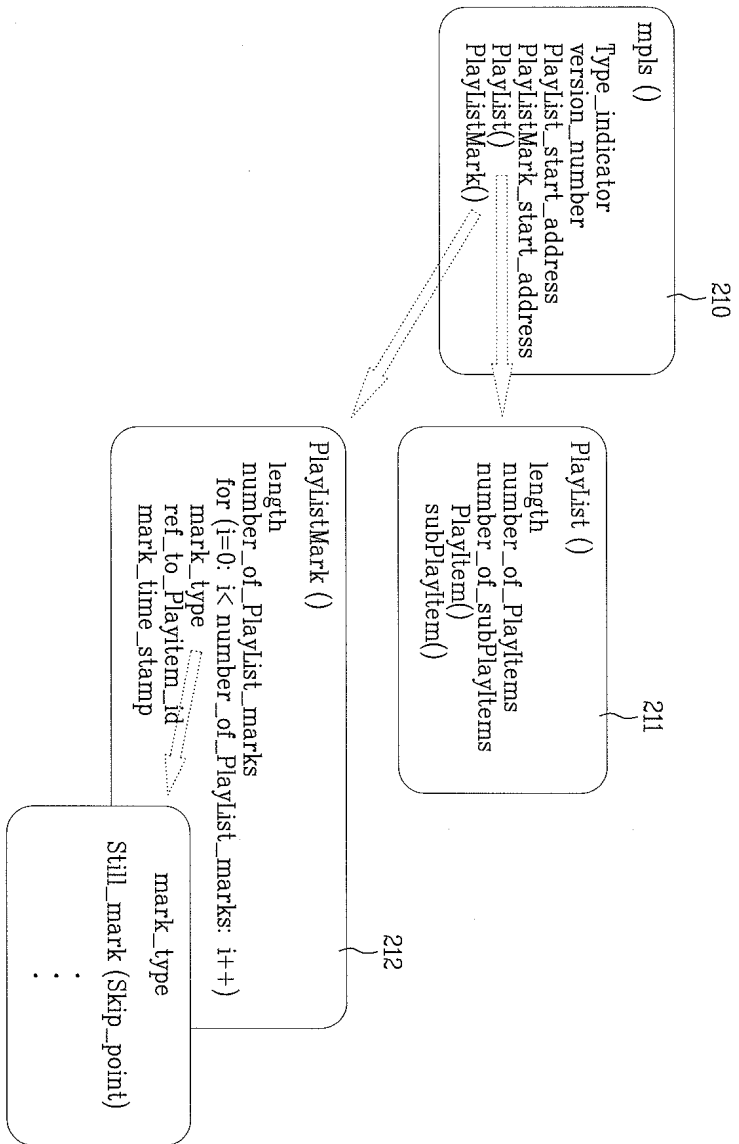 mpls ()
Type_indicator
version_number
PlayList_start_address
PlayListMark_start_address
PlayList()
PlayListMark()
210
PlayList ()
length
number_of_PlayItems
number_of_subPlayItems
PlayItem()
subPlayItem()
211
PlayListMark ()
length
number_of_PlayList_marks
for (i=0: i< number_of_PlayList_marks: i++)
mark_type
ref_to_Playitem_id
mark_time_stamp
212
mark_type
Still_mark (Skip_point)
. . .